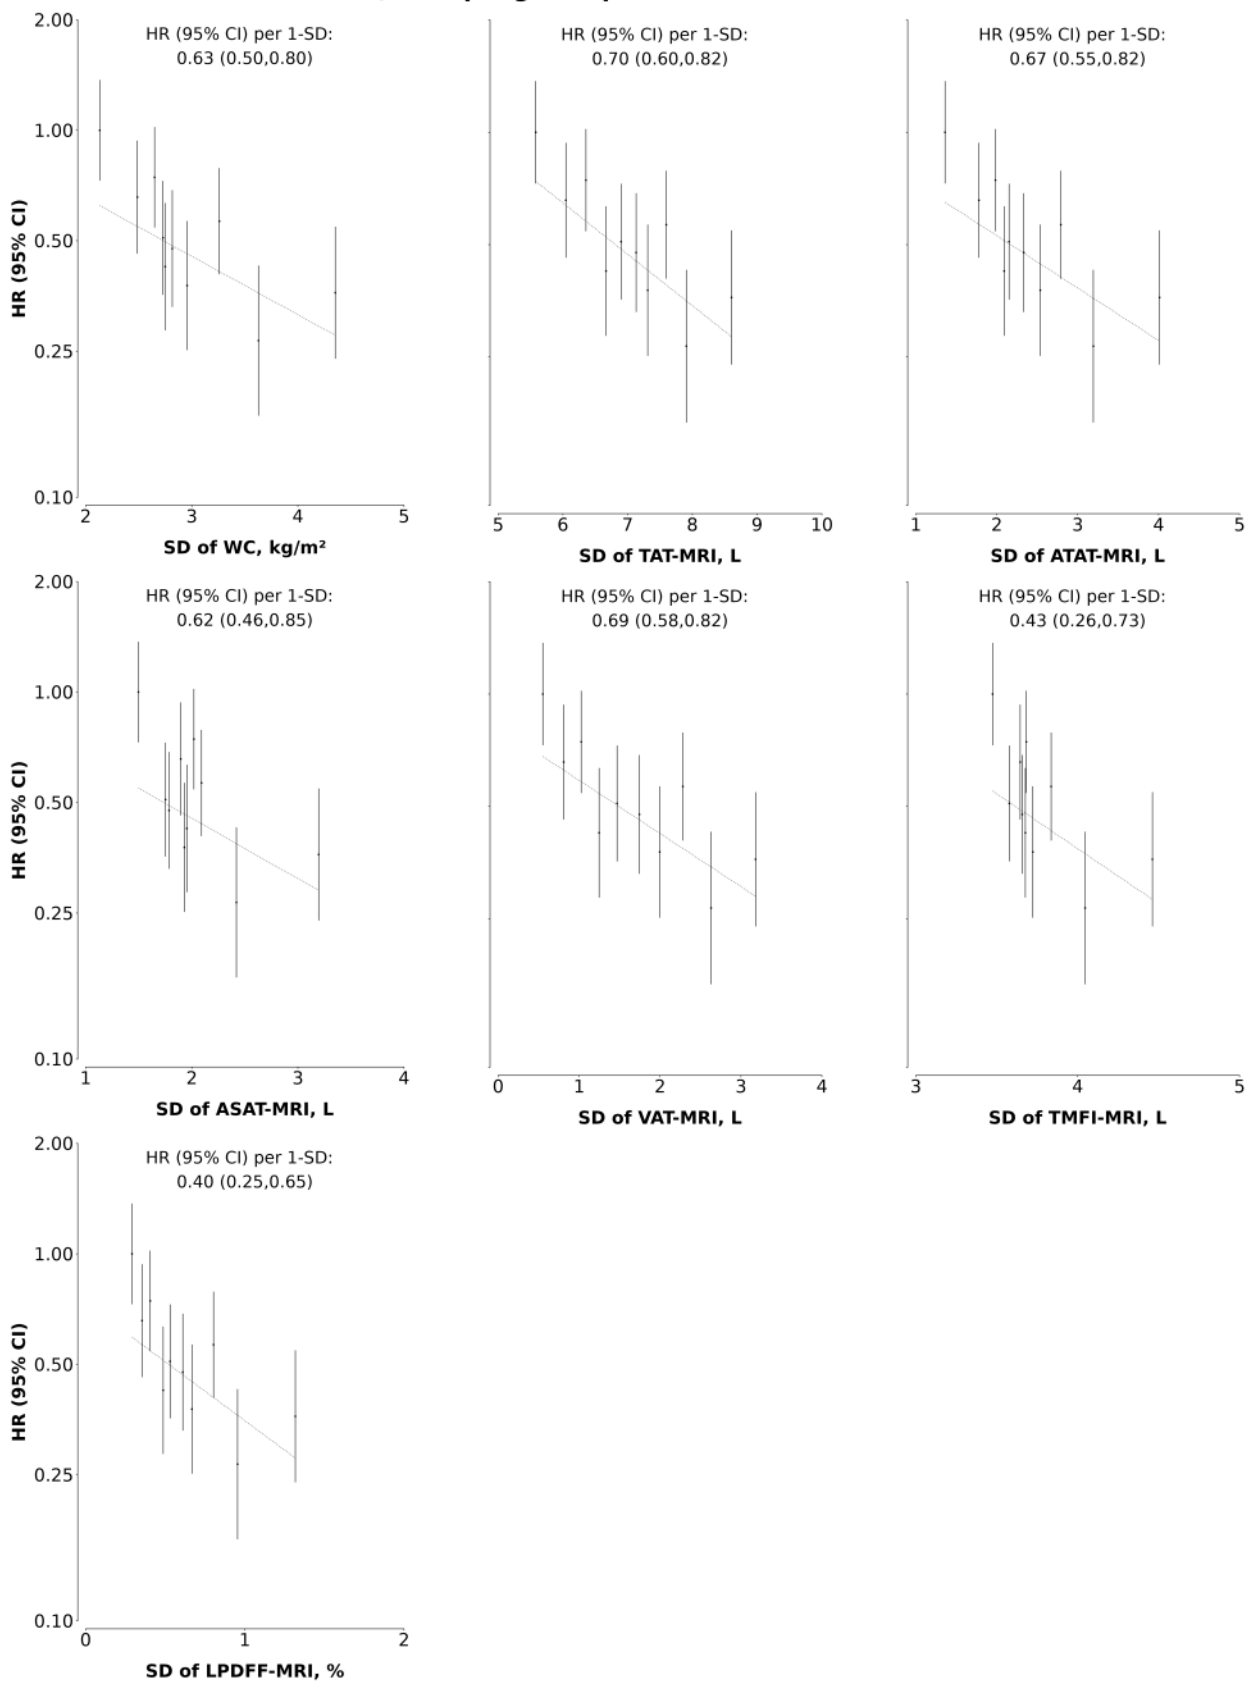 HR (95% CI) per 1-SD:
0.63 (0.50,0.80)
2.00
1.00
0.50
0.25
0.10
HR (95% CI)
2 3 4 5
SD of WC, kg/m²
HR (95% CI) per 1-SD:
0.70 (0.60,0.82)
5 6 7 8 9 10
SD of TAT-MRI, L
HR (95% CI) per 1-SD:
0.67 (0.55,0.82)
1 2 3 4 5
SD of ATAT-MRI, L
HR (95% CI) per 1-SD:
0.62 (0.46,0.85)
2.00
1.00
0.50
0.25
0.10
HR (95% CI)
1 2 3 4
SD of ASAT-MRI, L
HR (95% CI) per 1-SD:
0.69 (0.58,0.82)
0 1 2 3 4
SD of VAT-MRI, L
HR (95% CI) per 1-SD:
0.43 (0.26,0.73)
3 4 5
SD of TMFI-MRI, L
HR (95% CI) per 1-SD:
0.40 (0.25,0.65)
2.00
1.00
0.50
0.25
0.10
HR (95% CI)
0 1 2
SD of LPDFF-MRI, %